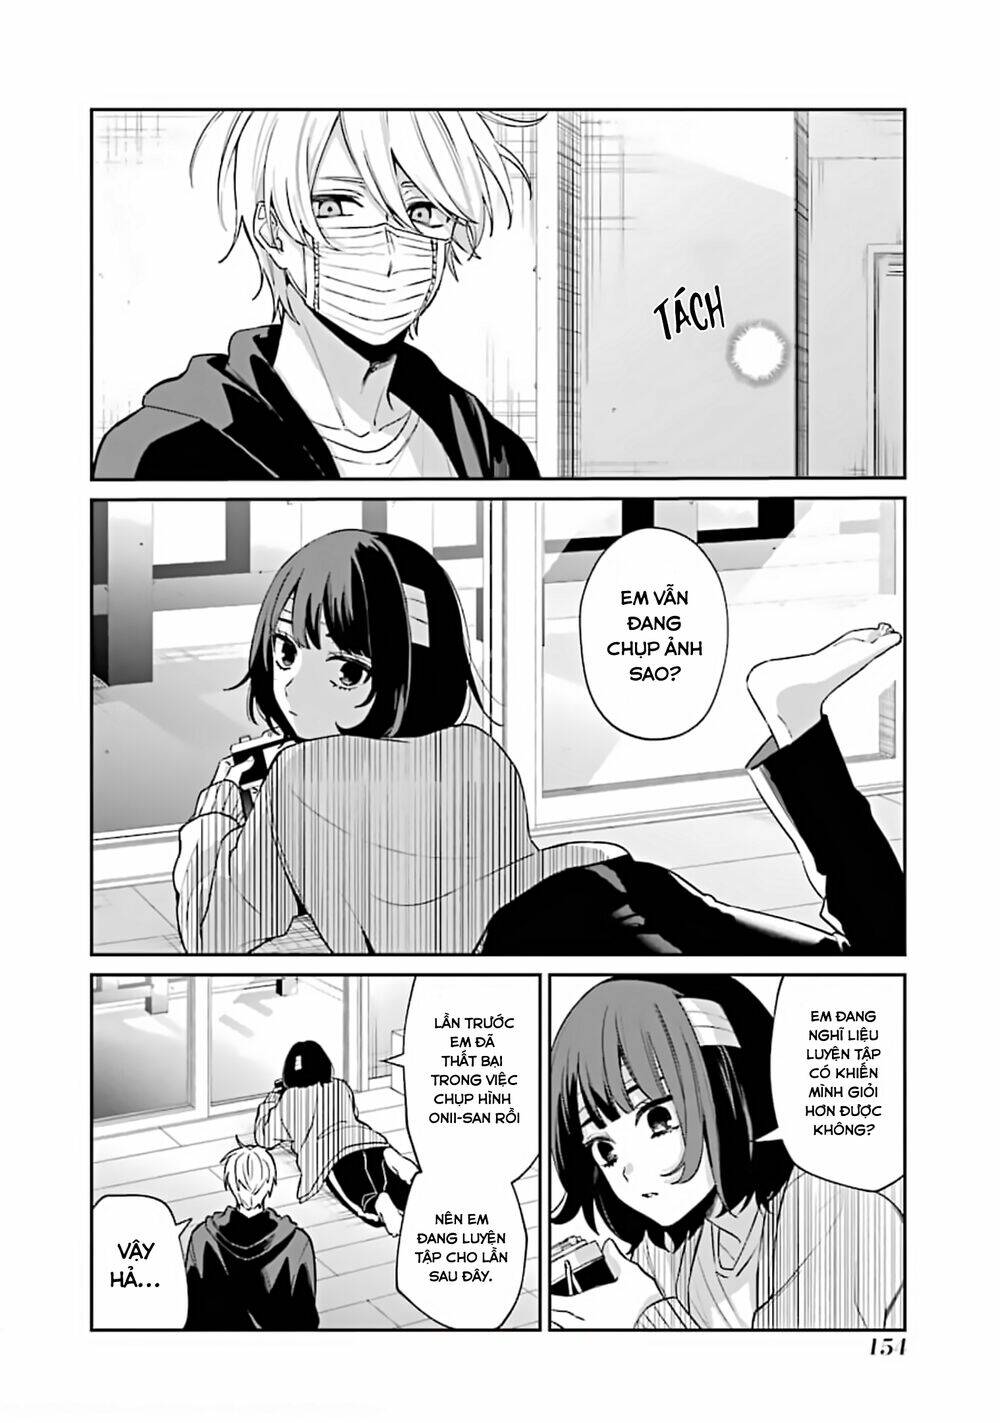 TÁCH
EM VẪN
ĐANG
CHỤP ẢNH
SAO?
EM ĐANG
NGHĨ LIỆU
LUYỆN TẬP
CÓ KHIẾN
MÌNH GIỎI
HƠN ĐƯỢC
KHÔNG?
LẦN TRƯỚC
EM ĐÃ
THẤT BẠI
TRONG VIỆC
CHỤP HÌNH
ONII-SAN RỒI
NÊN EM
ĐANG LUYỆN
TẬP CHO LẦN
SAU ĐÂY.
VẬY
HẢ...
154